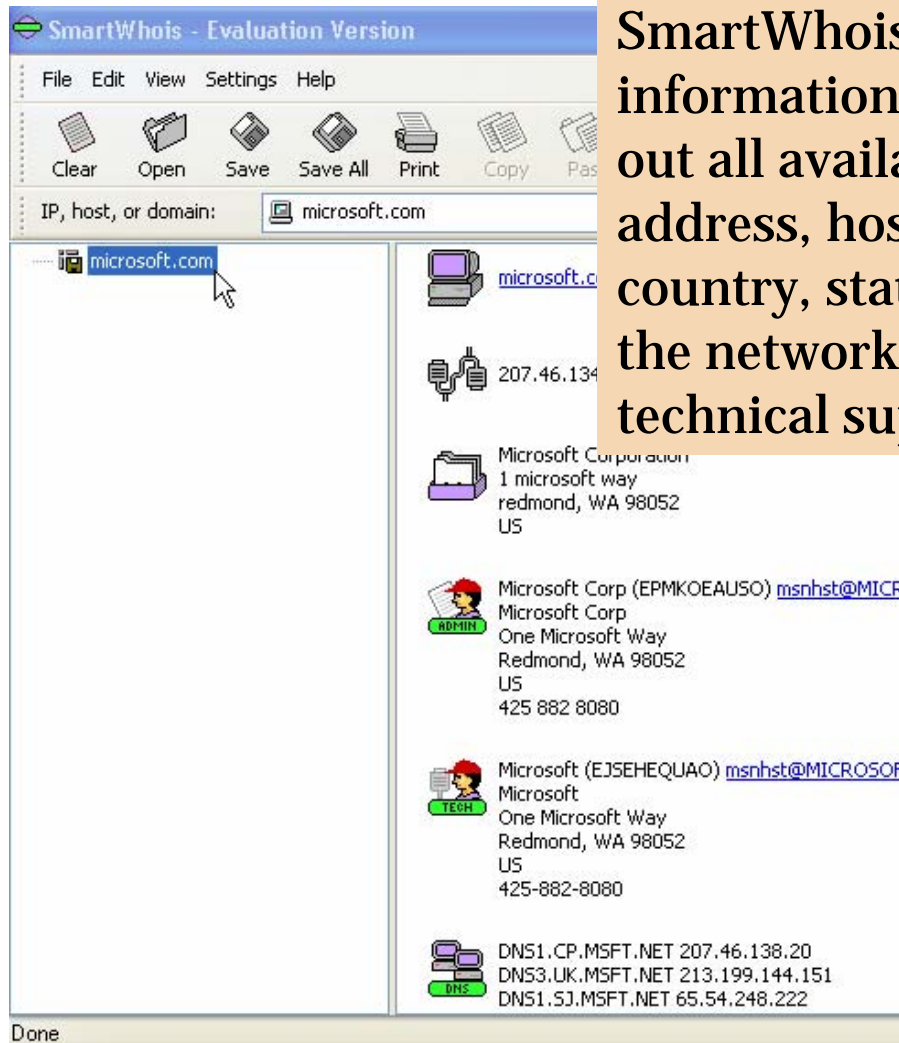 SmartWhois - Evaluation Version
File Edit View Settings Help
Clear Open Save Save All Print Copy
IP, host, or domain: microsoft.com
microsoft.com
SmartWhois
information
out all
address,
country,
the network
technical
207.46.134
Microsoft Corporation
1 microsoft way
redmond, WA 98052
US
ADMIN
Microsoft Corp (EPMKOEAUSO)
Microsoft Corp
One Microsoft Way
Redmond, WA 98052
US
425 882 8080
TECH
Microsoft (EJSEHEQUAO)
Microsoft
One Microsoft Way
Redmond, WA 98052
US
425-882-8080
DNS
DNS1.CP.MSFT.NET 207.46.138.20
DNS3.UK.MSFT.NET 213.199.144.151
DNS1.SJ.MSFT.NET 65.54.248.222
Done